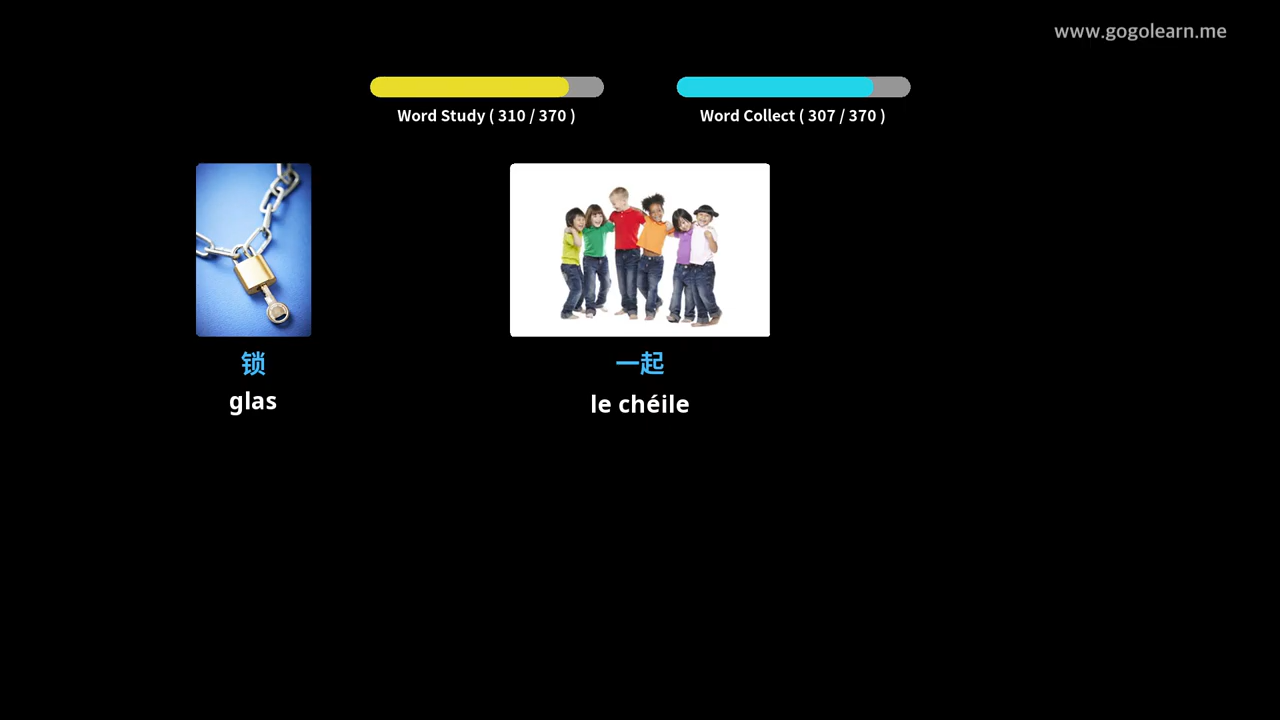 www.gogolearn.me
Word Study ( 310 / 370 )
Word Collect ( 307 / 370 )
锁
glas
一起
le chéile